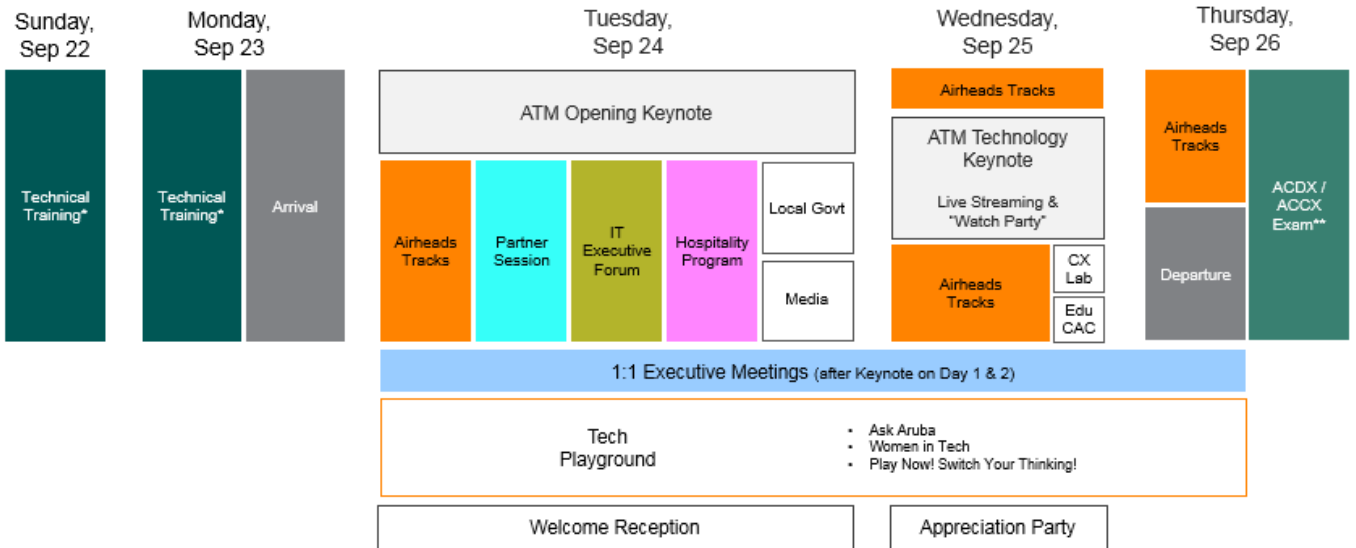 Sunday,
Sep 22
Monday,
Sep 23
Tuesday,
Sep 24
Wednesday,
Sep 25
Thursday,
Sep 26
Technical
Training*
Technical
Training*
Arrival
ATM Opening Keynote
Airheads
Tracks
Partner
Session
IT
Executive
Forum
Hospitality
Program
Local Govt
Media
Airheads Tracks
ATM Technology
Keynote
Live Streaming &
"Watch Party"
Airheads
Tracks
CX
Lab
Edu
CAC
Airheads
Tracks
Departure
ACDX /
ACCX
Exam**
1:1 Executive Meetings (after Keynote on Day 1 & 2)
Tech
Playground
▪ Ask Aruba
▪ Women in Tech
▪ Play Now! Switch Your Thinking!
Welcome Reception
Appreciation Party